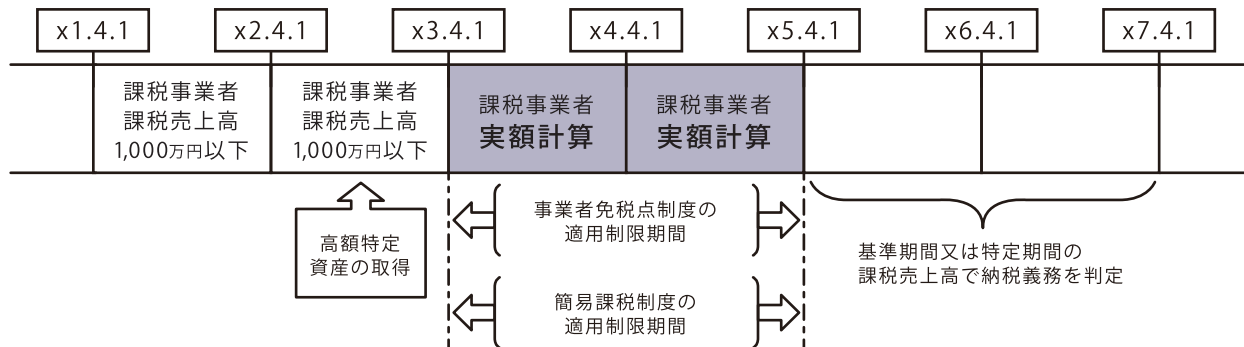 x1.4.1
x2.4.1
x3.4.1
x4.4.1
x5.4.1
x6.4.1
x7.4.1
課税事業者
課税売上高
1,000万円以下
課税事業者
課税売上高
1,000万円以下
課税事業者
実額計算
課税事業者
実額計算
高額特定
資産の取得
事業者免税点制度の
適用制限期間
簡易課税制度の
適用制限期間
基準期間又は特定期間の
課税売上高で納税義務を判定